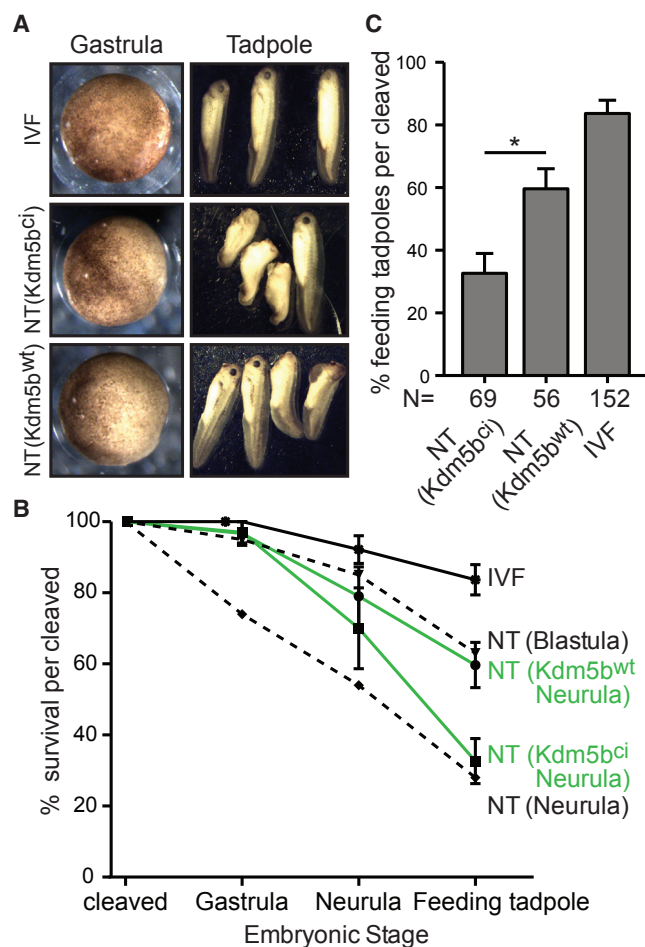 A
Gastrula
Tadpole
IVF
NT(Kdm5bci)
NT(Kdm5bwt)
C
% feeding tadpoles per cleaved
100
80
60
40
20
0
*
N= 69 56 152
NT
(Kdm5bci)
NT
(Kdm5bwt)
IVF
B
% survival per cleaved
100
80
60
40
20
0
IVF
NT (Blastula)
NT (Kdm5bwt
Neurula)
NT (Kdm5bci
Neurula)
NT (Neurula)
cleaved Gastrula Neurula Feeding tadpole
Embryonic Stage